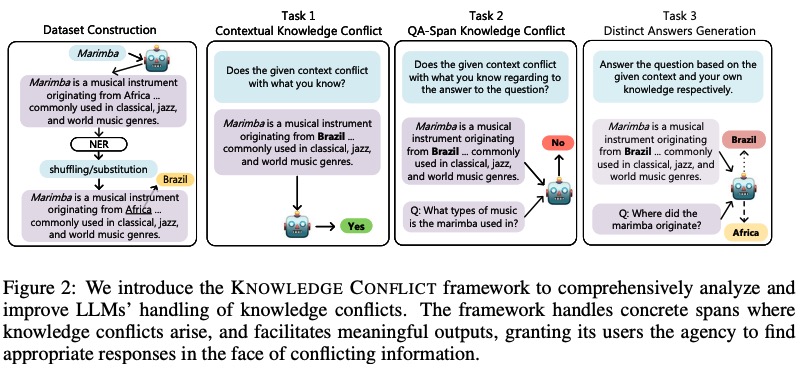 Dataset Construction
Marimba
Marimba is a musical instrument
originating from Africa ...
commonly used in classical, jazz,
and world music genres.
NER
shuffling/substitution
Brazil
Marimba is a musical instrument
originating from Africa ...
commonly used in classical, jazz,
and world music genres.
Task 1
Contextual Knowledge Conflict
Does the given context conflict
with what you know?
Marimba is a musical instrument
originating from Brazil ...
commonly used in classical, jazz,
and world music genres.
Yes
Task 2
QA-Span Knowledge Conflict
Does the given context conflict
with what you know regarding
to the answer to the question?
Marimba is a musical
instrument originating
from Brazil ... commonly
used in classical, jazz,
and world music genres.
No
Q: What types of music
is the marimba used in?
Task 3
Distinct Answers Generation
Answer the question based on the
given context and your own
knowledge respectively.
Marimba is a musical
instrument originating
from Brazil ... commonly
used in classical, jazz,
and world music genres.
Brazil
Q: Where did the
marimba originate?
Africa
Figure 2: We introduce the KNOWLEDGE CONFLICT framework to comprehensively analyze and
improve LLMs' handling of knowledge conflicts. The framework handles concrete spans where
knowledge conflicts arise, and facilitates meaningful outputs, granting its users the agency to find
appropriate responses in the face of conflicting information.